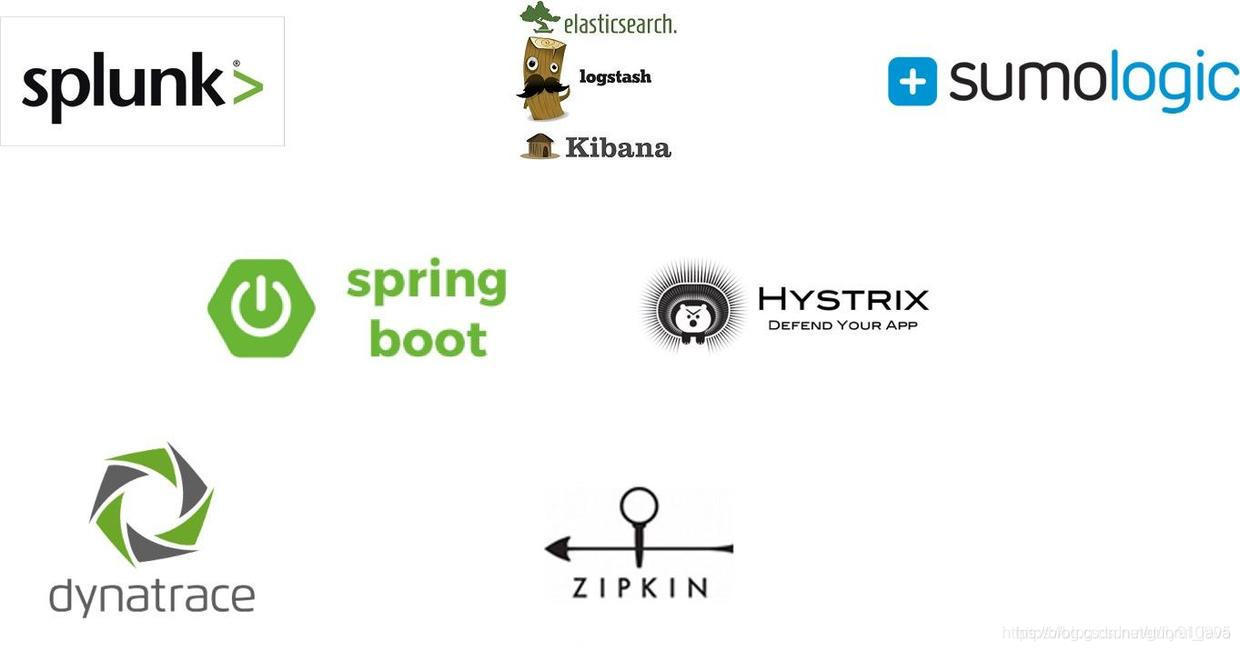 splunk>®
elasticsearch.
logstash
Kibana
sumologic
spring
boot
HYSTRIX
DEFEND YOUR APP
dynatrace
ZIPKIN